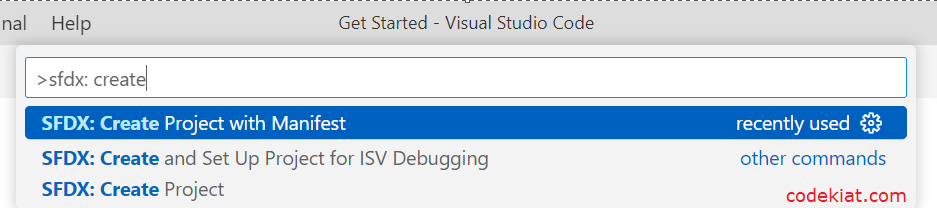 nal Help Get Started - Visual Studio Code
>sfdx: create
SFDX: Create Project with Manifest recently used
SFDX: Create and Set Up Project for ISV Debugging other commands
SFDX: Create Project
codekiat.com